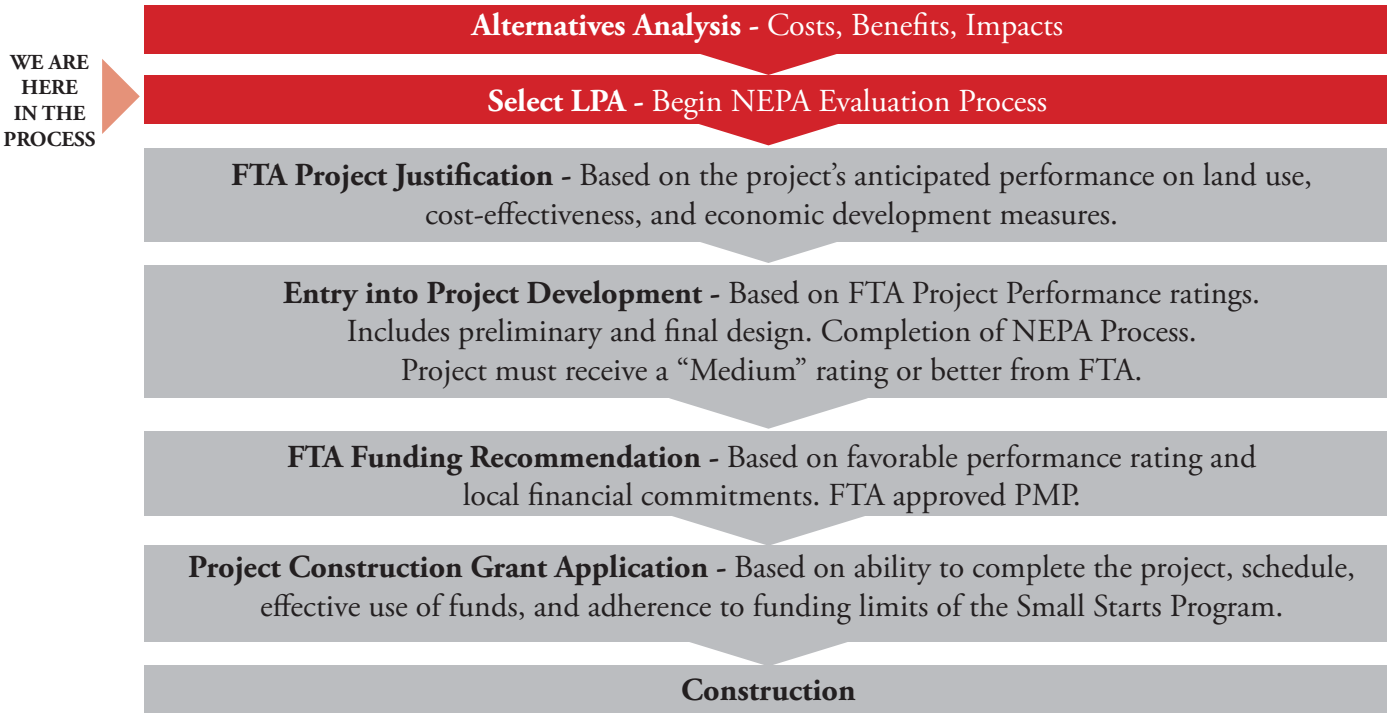 Alternatives Analysis - Costs, Benefits, Impacts
WE ARE
HERE
IN THE
PROCESS
Select LPA - Begin NEPA Evaluation Process
FTA Project Justification - Based on the project’s anticipated performance on land use,
cost-effectiveness, and economic development measures.
Entry into Project Development - Based on FTA Project Performance ratings.
Includes preliminary and final design. Completion of NEPA Process.
Project must receive a “Medium” rating or better from FTA.
FTA Funding Recommendation - Based on favorable performance rating and
local financial commitments. FTA approved PMP.
Project Construction Grant Application - Based on ability to complete the project, schedule,
effective use of funds, and adherence to funding limits of the Small Starts Program.
Construction